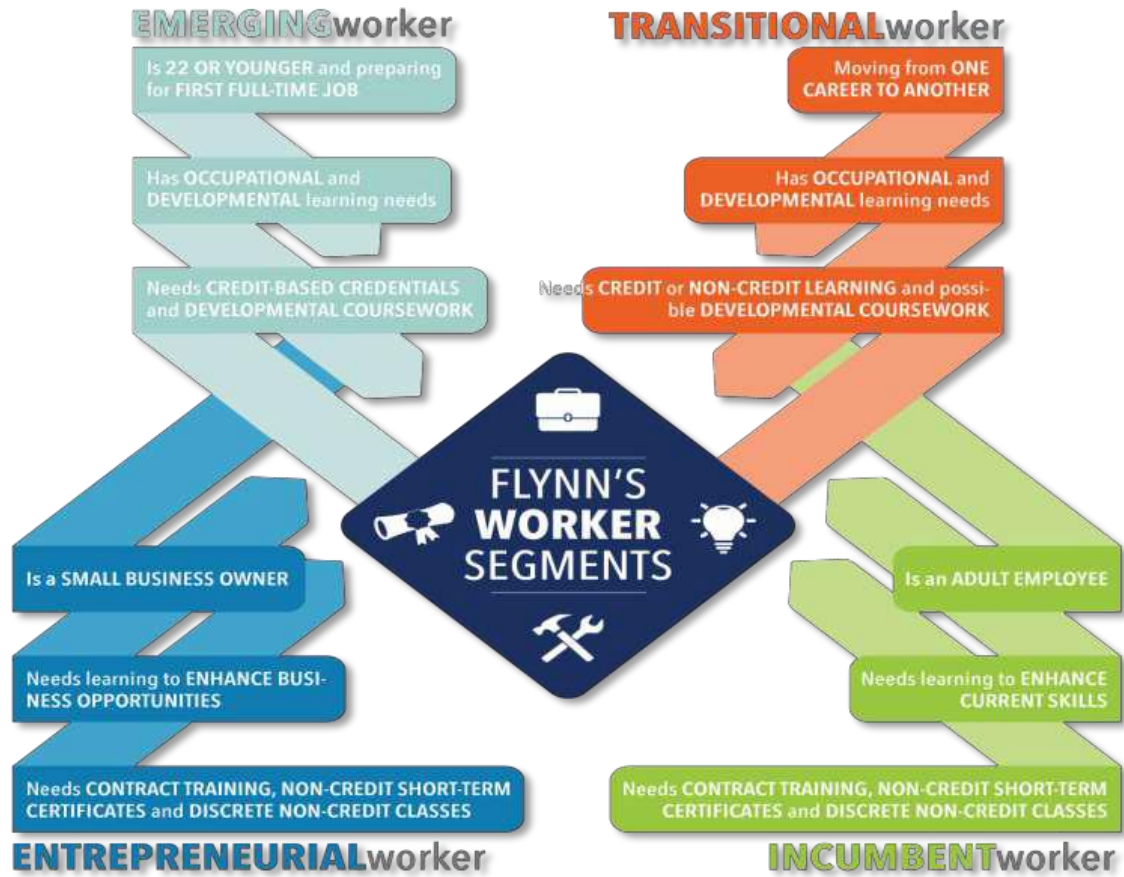 EMERGINGworker
Is 22 OR YOUNGER and preparing
for FIRST FULL-TIME JOB
Has OCCUPATIONAL and
DEVELOPMENTAL learning needs
Needs CREDIT-BASED CREDENTIALS
and DEVELOPMENTAL COURSEWORK
TRANSITIONALworker
Moving from ONE
CAREER TO ANOTHER
Has OCCUPATIONAL and
DEVELOPMENTAL learning needs
Needs CREDIT or NON-CREDIT LEARNING and possi-
ble DEVELOPMENTAL COURSEWORK
FLYNN'S
WORKER
SEGMENTS
Is a SMALL BUSINESS OWNER
Needs learning to ENHANCE BUSI-
NESS OPPORTUNITIES
Needs CONTRACT TRAINING, NON-CREDIT SHORT-TERM
CERTIFICATES and DISCRETE NON-CREDIT CLASSES
ENTREPRENEURIALworker
Is an ADULT EMPLOYEE
Needs learning to ENHANCE
CURRENT SKILLS
Needs CONTRACT TRAINING, NON-CREDIT SHORT-TERM
CERTIFICATES and DISCRETE NON-CREDIT CLASSES
INCUMBENTworker